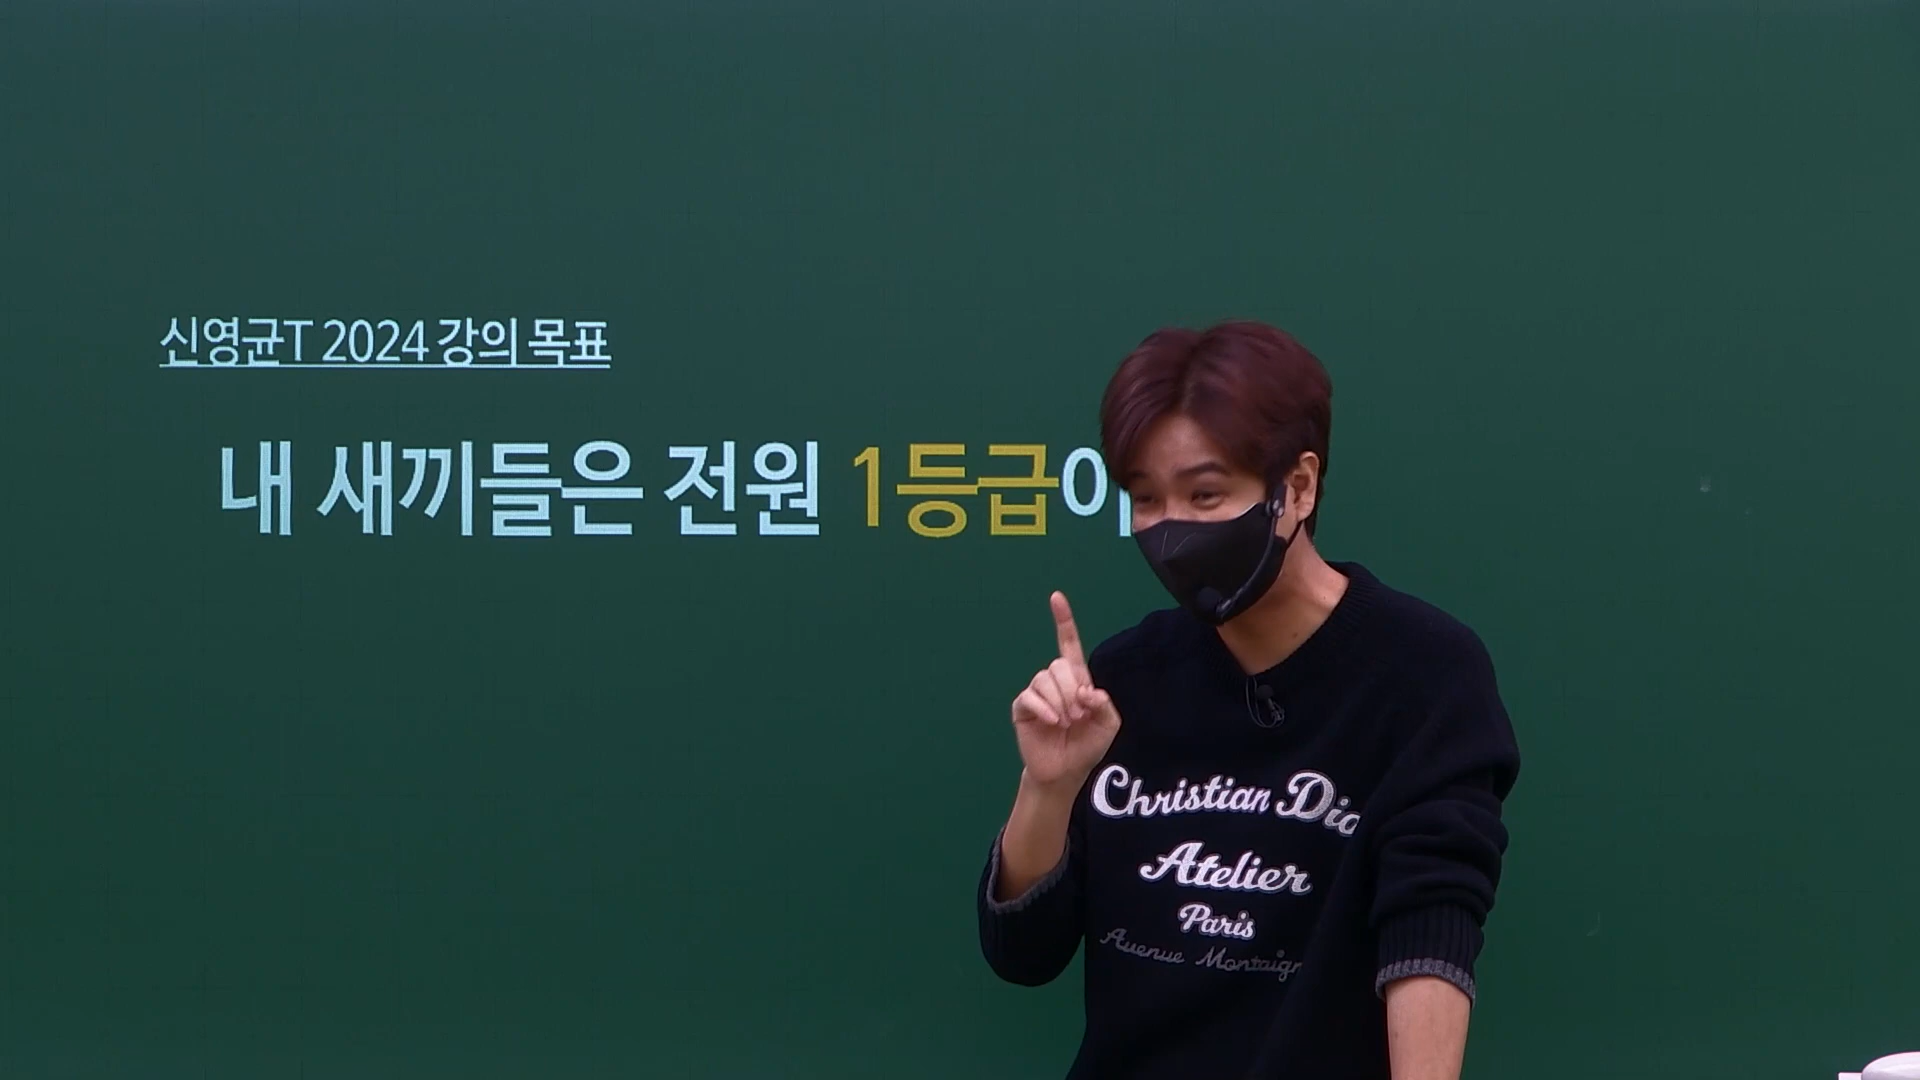 신영균T 2024 강의 목표
내 새끼들은 전원 1등급이
Christian Dio
Atelier
Paris
Avenue Montaign